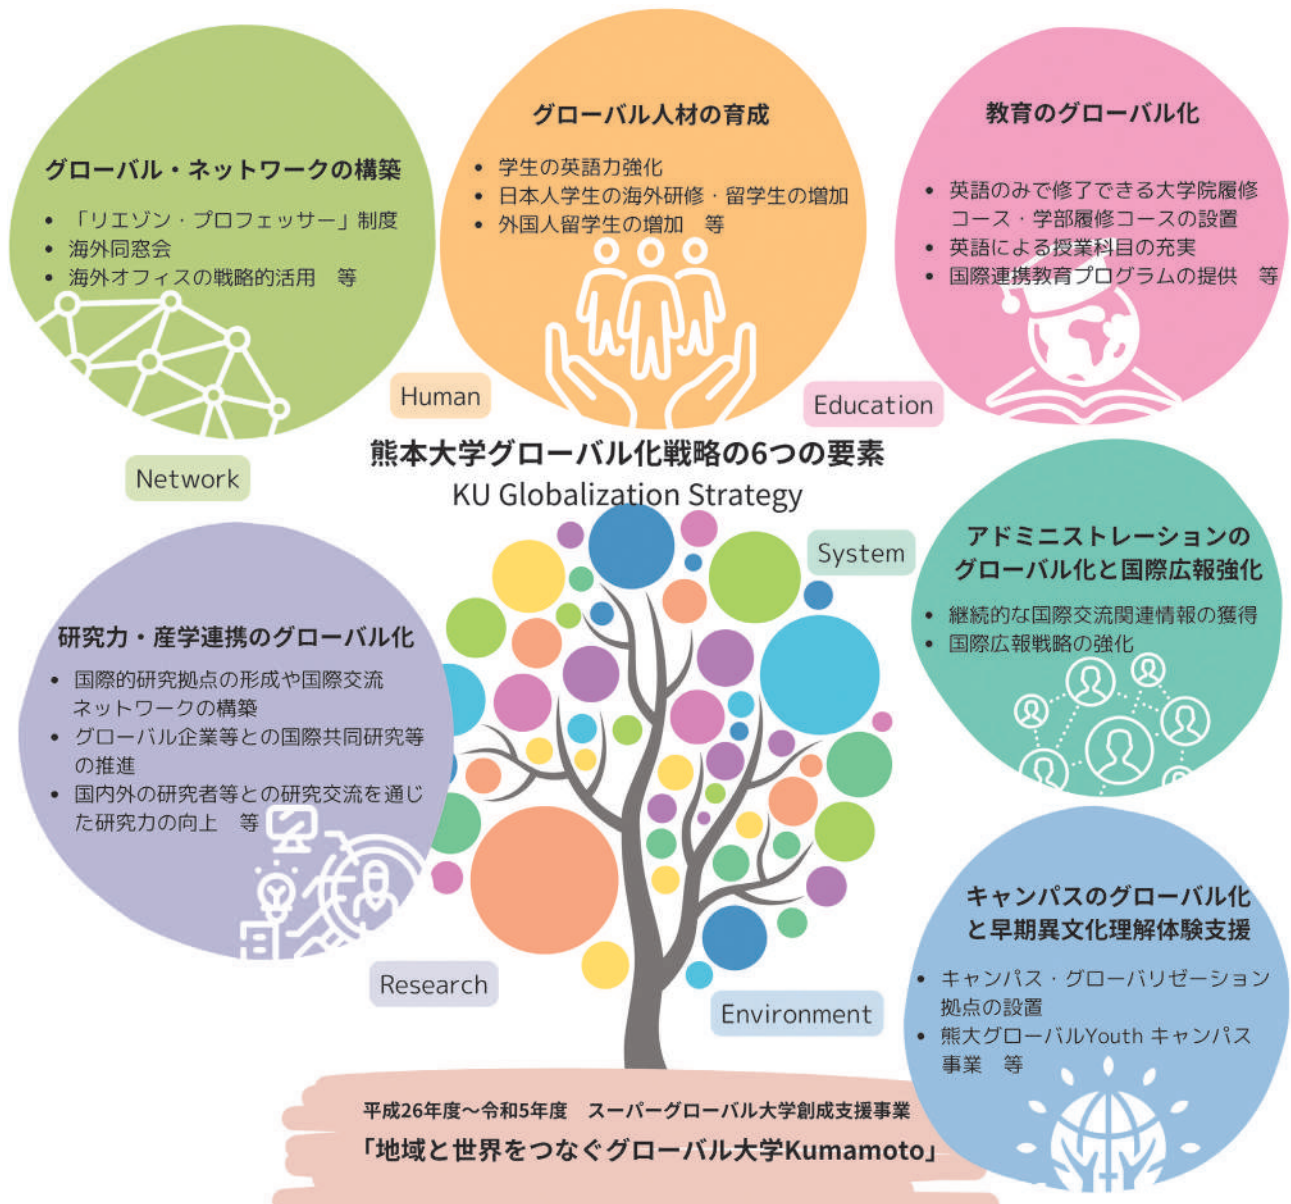 グローバル・ネットワークの構築
• 「リエゾン・プロフェッサー」制度
• 海外同窓会
• 海外オフィスの戦略的活用　等
Network
グローバル人材の育成
• 学生の英語力強化
• 日本人学生の海外研修・留学生の増加
• 外国人留学生の増加　等
Human
教育のグローバル化
• 英語のみで修了できる大学院履修
コース・学部履修コースの設置
• 英語による授業科目の充実
• 国際連携教育プログラムの提供　等
Education
熊本大学グローバル化戦略の6つの要素
KU Globalization Strategy
System
アドミニストレーションの
グローバル化と国際広報強化
• 継続的な国際交流関連情報の獲得
• 国際広報戦略の強化
研究力・産学連携のグローバル化
• 国際的研究拠点の形成や国際交流
ネットワークの構築
• グローバル企業等との国際共同研究等
の推進
• 国内外の研究者等との研究交流を通じ
た研究力の向上　等
Research
Environment
キャンパスのグローバル化
と早期異文化理解体験支援
• キャンパス・グローバリゼーション
拠点の設置
• 熊大グローバルYouth キャンパス
事業　等
平成26年度～令和5年度　スーパーグローバル大学創成支援事業
「地域と世界をつなぐグローバル大学Kumamoto」